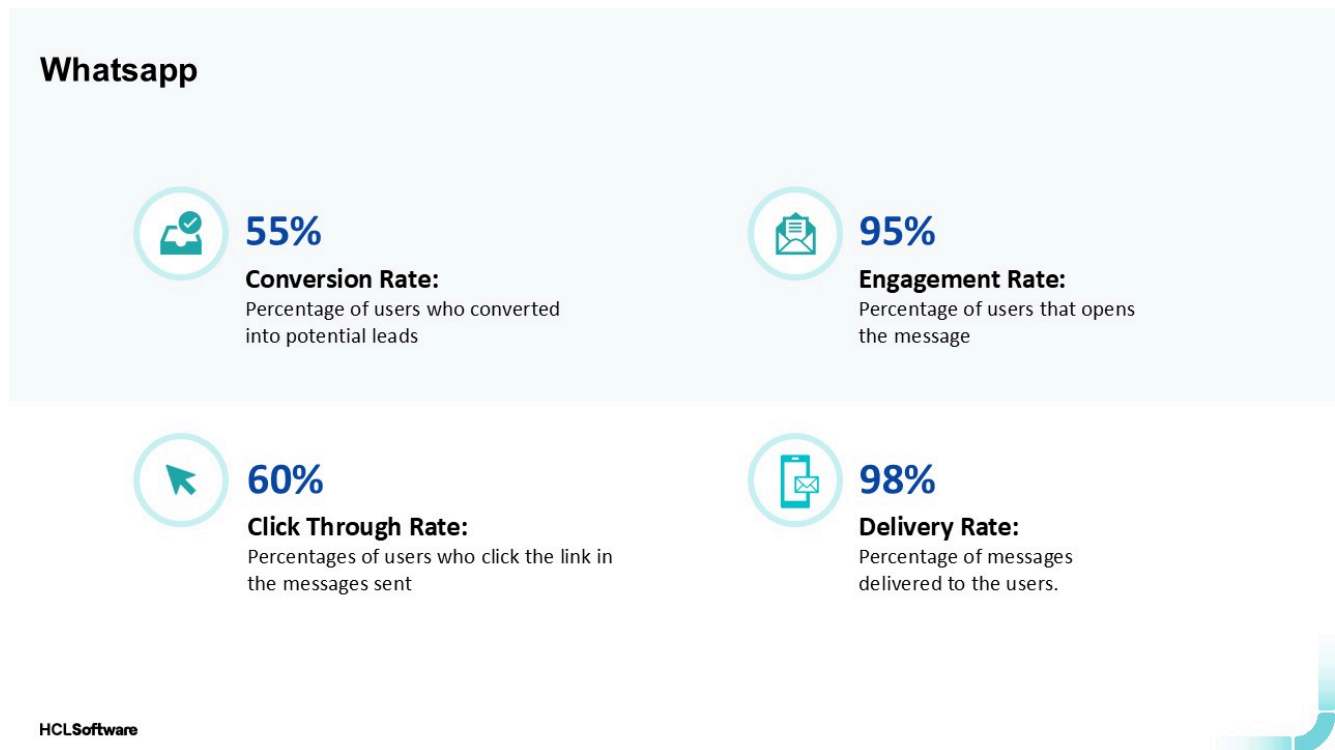 Whatsapp
55%
Conversion Rate:
Percentage of users who converted
into potential leads
95%
Engagement Rate:
Percentage of users that opens
the message
60%
Click Through Rate:
Percentages of users who click the link in
the messages sent
98%
Delivery Rate:
Percentage of messages
delivered to the users.
HCLSoftware